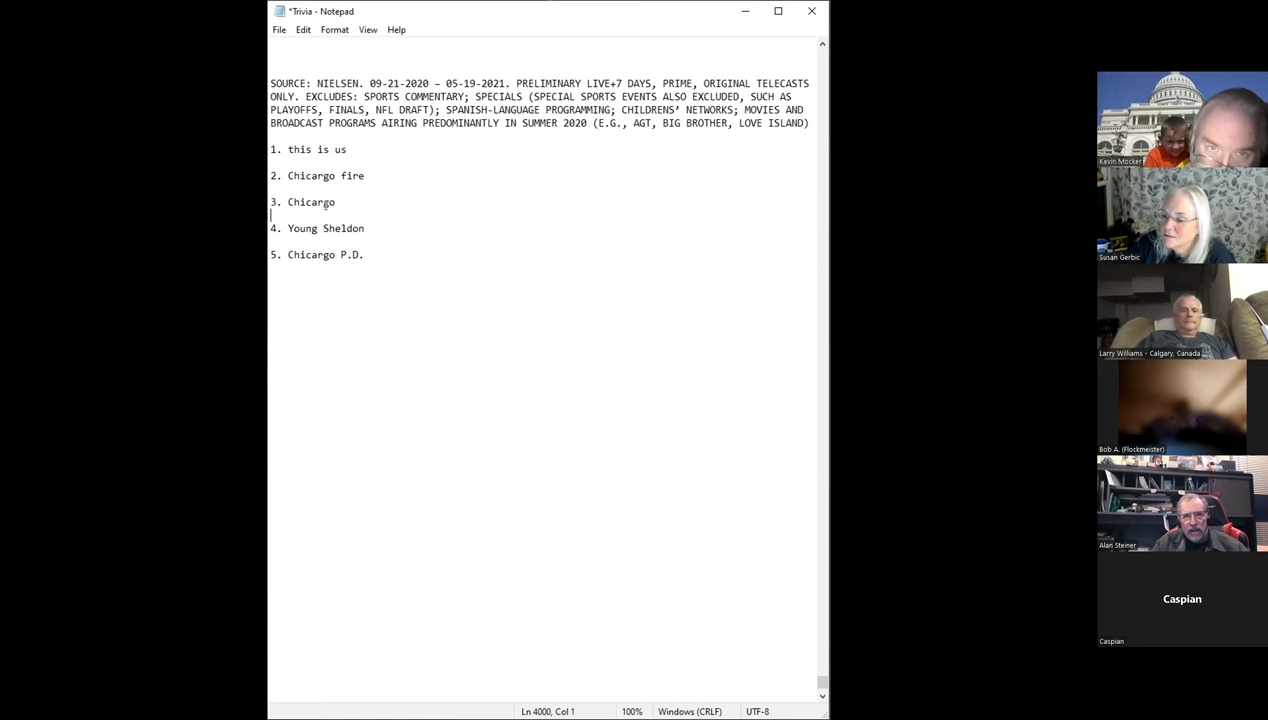 *Trivia - Notepad
File Edit Format View Help
SOURCE: NIELSEN. 09-21-2020 – 05-19-2021. PRELIMINARY LIVE+7 DAYS, PRIME, ORIGINAL TELECASTS
ONLY. EXCLUDES: SPORTS COMMENTARY; SPECIALS (SPECIAL SPORTS EVENTS ALSO EXCLUDED, SUCH AS
PLAYOFFS, FINALS, NFL DRAFT); SPANISH-LANGUAGE PROGRAMMING; CHILDRENS’ NETWORKS; MOVIES AND
BROADCAST PROGRAMS AIRING PREDOMINANTLY IN SUMMER 2020 (E.G., AGT, BIG BROTHER, LOVE ISLAND)
1. this is us
2. Chicargo fire
3. Chicargo
4. Young Sheldon
5. Chicargo P.D.
Ln 4000, Col 1 100% Windows (CRLF) UTF-8
Kevin Mocker
Susan Gerbic
Larry Williams - Calgary, Canada
Bob A. (Flockmeister)
Alan Steiner
Caspian
Caspian